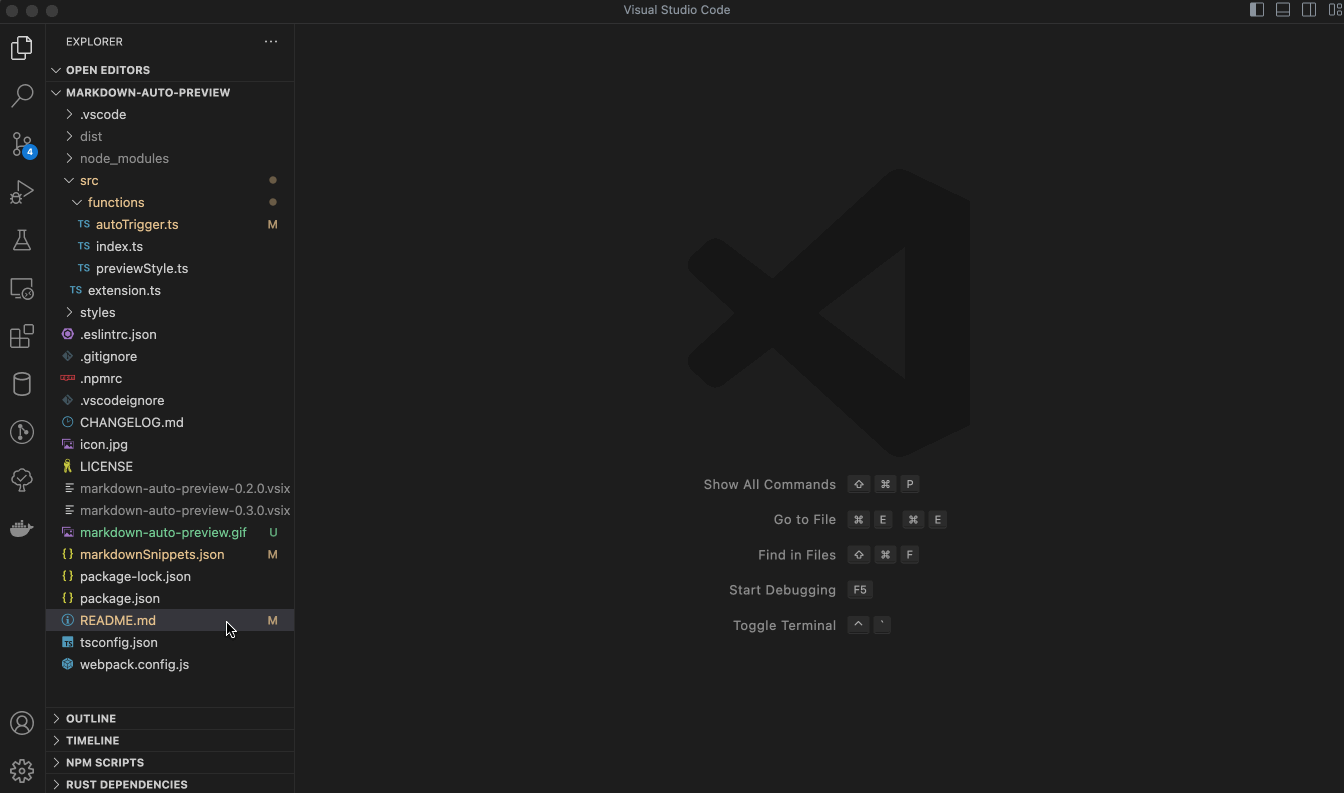 Visual Studio Code
EXPLORER
OPEN EDITORS
MARKDOWN-AUTO-PREVIEW
.vscode
dist
node_modules
src
functions
TS autoTrigger.ts M
TS index.ts
TS previewStyle.ts
TS extension.ts
styles
.eslintrc.json
.gitignore
.npmrc
.vscodeignore
CHANGELOG.md
icon.jpg
LICENSE
markdown-auto-preview-0.2.0.vsix
markdown-auto-preview-0.3.0.vsix
markdown-auto-preview.gif U
{} markdownSnippets.json M
{} package-lock.json
{} package.json
README.md M
TS tsconfig.json
webpack.config.js
OUTLINE
TIMELINE
NPM SCRIPTS
RUST DEPENDENCIES
4
Show All Commands ⇧ ⌘ P
Go to File ⌘ E ⌘ E
Find in Files ⇧ ⌘ F
Start Debugging F5
Toggle Terminal ^ `